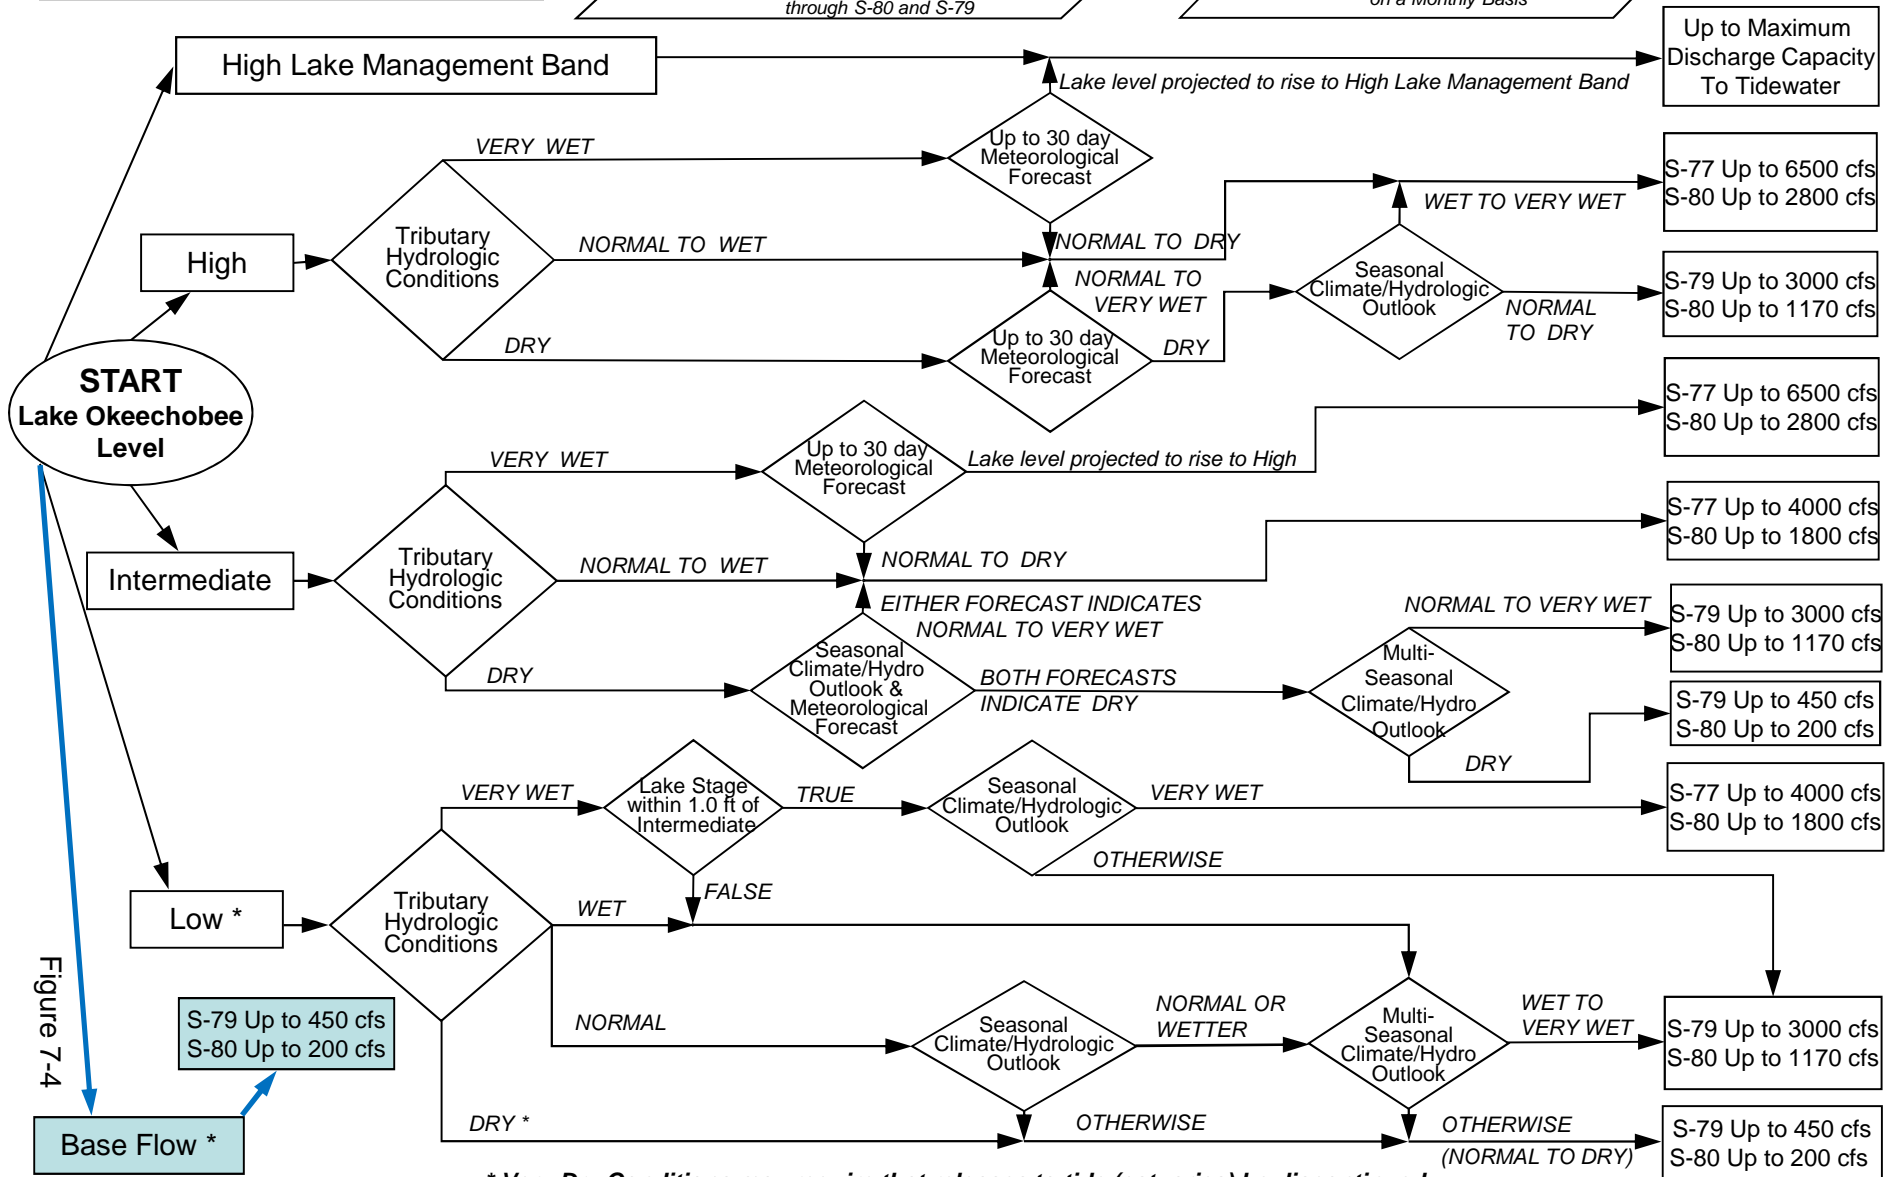 through S-80 and S-79
on a Monthly Basis
High Lake Management Band
Up to Maximum
Discharge Capacity
To Tidewater
Lake level projected to rise to High Lake Management Band
VERY WET
Up to 30 day
Meteorological
Forecast
S-77 Up to 6500 cfs
S-80 Up to 2800 cfs
WET TO VERY WET
High
Tributary
Hydrologic
Conditions
NORMAL TO WET
NORMAL TO DRY
NORMAL TO
VERY WET
Seasonal
Climate/Hydrologic
Outlook
NORMAL
TO DRY
S-79 Up to 3000 cfs
S-80 Up to 1170 cfs
DRY
Up to 30 day
Meteorological
Forecast
DRY
START
Lake Okeechobee
Level
S-77 Up to 6500 cfs
S-80 Up to 2800 cfs
VERY WET
Up to 30 day
Meteorological
Forecast
Lake level projected to rise to High
S-77 Up to 4000 cfs
S-80 Up to 1800 cfs
Intermediate
Tributary
Hydrologic
Conditions
NORMAL TO WET
NORMAL TO DRY
EITHER FORECAST INDICATES
NORMAL TO VERY WET
NORMAL TO VERY WET
S-79 Up to 3000 cfs
S-80 Up to 1170 cfs
DRY
Seasonal
Climate/Hydro
Outlook &
Meteorological
Forecast
BOTH FORECASTS
INDICATE DRY
Multi-
Seasonal
Climate/Hydro
Outlook
DRY
S-79 Up to 450 cfs
S-80 Up to 200 cfs
VERY WET
Lake Stage
within 1.0 ft of
Intermediate
TRUE
Seasonal
Climate/Hydrologic
Outlook
VERY WET
S-77 Up to 4000 cfs
S-80 Up to 1800 cfs
OTHERWISE
FALSE
Low *
Tributary
Hydrologic
Conditions
WET
NORMAL
Seasonal
Climate/Hydrologic
Outlook
NORMAL OR
WETTER
Multi-
Seasonal
Climate/Hydro
Outlook
WET TO
VERY WET
S-79 Up to 3000 cfs
S-80 Up to 1170 cfs
Figure 7-4
S-79 Up to 450 cfs
S-80 Up to 200 cfs
Base Flow *
DRY *
OTHERWISE
OTHERWISE
(NORMAL TO DRY)
S-79 Up to 450 cfs
S-80 Up to 200 cfs